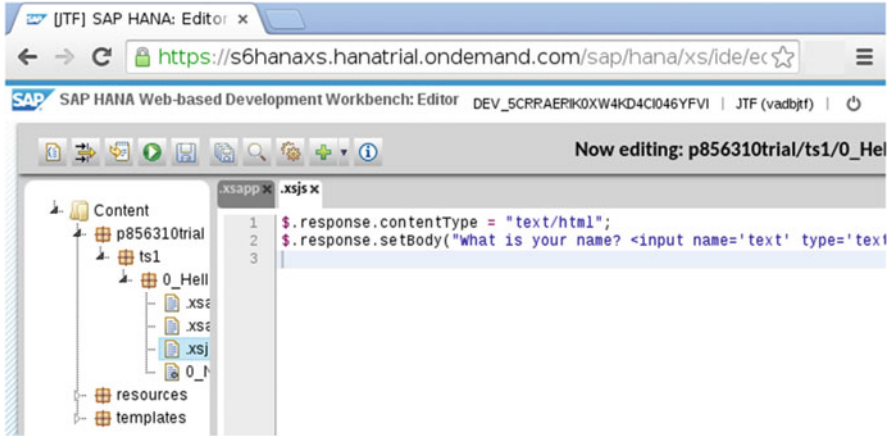 [JTF] SAP HANA: Editor ×
https://s6hanaxs.hanatrial.ondemand.com/sap/hana/xs/ide/ec
SAP SAP HANA Web-based Development Workbench: Editor DEV_5CRRAERIK0XW4KD4CI046YFVI | JTF (vadbjtf) |
Now editing: p856310trial/ts1/0_Hel
.xsapp × .xsjs ×
Content
p856310trial
ts1
0_Hell
.xsa
.xsa
.xsj
0_N
resources
templates
1 $.response.contentType = "text/html";
2 $.response.setBody("What is your name? <input name='text' type='text
3